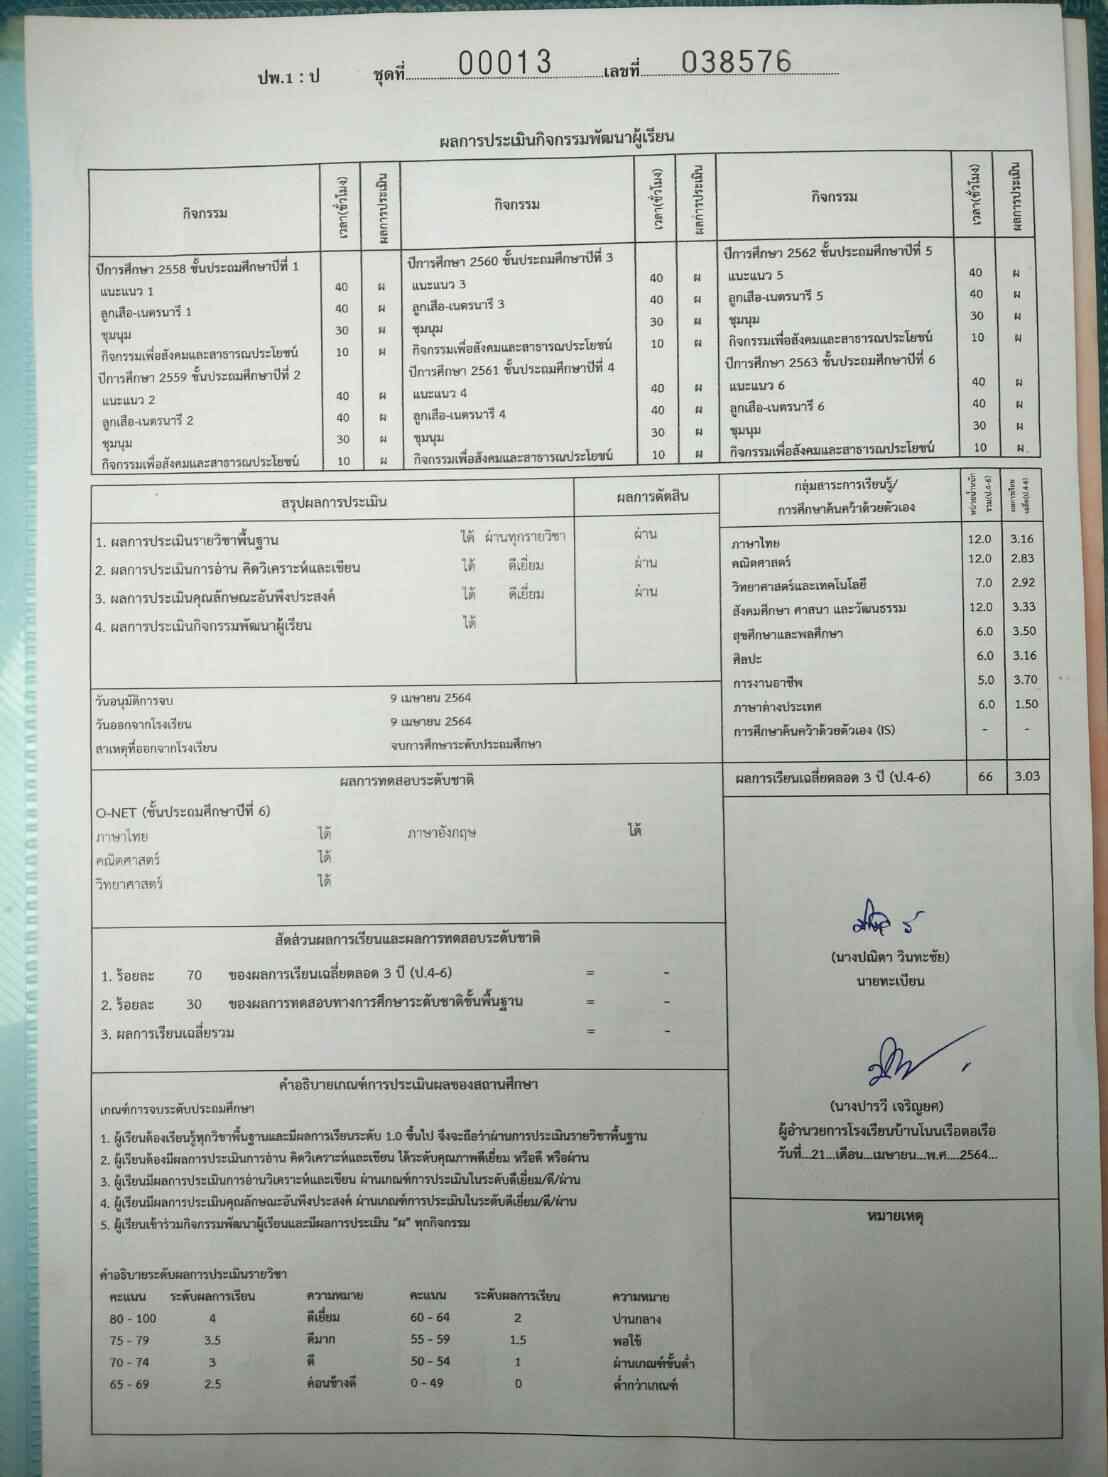 ปพ.1 : ป ชุดที่ 00013 เลขที่ 038576
ผลการประเมินกิจกรรมพัฒนาผู้เรียน
กิจกรรม เวลา(ชั่วโมง) ผลการประเมิน กิจกรรม เวลา(ชั่วโมง) ผลการประเมิน กิจกรรม เวลา(ชั่วโมง) ผลการประเมิน
ปีการศึกษา 2558 ชั้นประถมศึกษาปีที่ 1
แนะแนว 1 40 ผ
ลูกเสือ-เนตรนารี 1 40 ผ
ชุมนุม 30 ผ
กิจกรรมเพื่อสังคมและสาธารณประโยชน์ 10 ผ
ปีการศึกษา 2559 ชั้นประถมศึกษาปีที่ 2
แนะแนว 2 40 ผ
ลูกเสือ-เนตรนารี 2 40 ผ
ชุมนุม 30 ผ
กิจกรรมเพื่อสังคมและสาธารณประโยชน์ 10 ผ
ปีการศึกษา 2560 ชั้นประถมศึกษาปีที่ 3
แนะแนว 3 40 ผ
ลูกเสือ-เนตรนารี 3 40 ผ
ชุมนุม 30 ผ
กิจกรรมเพื่อสังคมและสาธารณประโยชน์ 10 ผ
ปีการศึกษา 2561 ชั้นประถมศึกษาปีที่ 4
แนะแนว 4 40 ผ
ลูกเสือ-เนตรนารี 4 40 ผ
ชุมนุม 30 ผ
กิจกรรมเพื่อสังคมและสาธารณประโยชน์ 10 ผ
ปีการศึกษา 2562 ชั้นประถมศึกษาปีที่ 5
แนะแนว 5 40 ผ
ลูกเสือ-เนตรนารี 5 40 ผ
ชุมนุม 30 ผ
กิจกรรมเพื่อสังคมและสาธารณประโยชน์ 10 ผ
ปีการศึกษา 2563 ชั้นประถมศึกษาปีที่ 6
แนะแนว 6 40 ผ
ลูกเสือ-เนตรนารี 6 40 ผ
ชุมนุม 30 ผ
กิจกรรมเพื่อสังคมและสาธารณประโยชน์ 10 ผ
สรุปผลการประเมิน ผลการตัดสิน
1. ผลการประเมินรายวิชาพื้นฐาน ได้ ผ่านทุกรายวิชา ผ่าน
2. ผลการประเมินการอ่าน คิดวิเคราะห์และเขียน ได้ ดีเยี่ยม ผ่าน
3. ผลการประเมินคุณลักษณะอันพึงประสงค์ ได้ ดีเยี่ยม ผ่าน
4. ผลการประเมินกิจกรรมพัฒนาผู้เรียน ได้
วันอนุมัติการจบ 9 เมษายน 2564
วันออกจากโรงเรียน 9 เมษายน 2564
สาเหตุที่ออกจากโรงเรียน จบการศึกษาระดับประถมศึกษา
ผลการทดสอบระดับชาติ
O-NET (ชั้นประถมศึกษาปีที่ 6)
ภาษาไทย ได้ ภาษาอังกฤษ ได้
คณิตศาสตร์ ได้
วิทยาศาสตร์ ได้
สัดส่วนผลการเรียนและผลการทดสอบระดับชาติ
1. ร้อยละ 70 ของผลการเรียนเฉลี่ยตลอด 3 ปี (ป.4-6) = -
2. ร้อยละ 30 ของผลการทดสอบทางการศึกษาระดับชาติขั้นพื้นฐาน = -
3. ผลการเรียนเฉลี่ยรวม = -
คำอธิบายเกณฑ์การประเมินผลของสถานศึกษา
เกณฑ์การจบระดับประถมศึกษา
1. ผู้เรียนต้องเรียนรู้ทุกวิชาพื้นฐานและมีผลการเรียนระดับ 1.0 ขึ้นไป จึงจะถือว่าผ่านการประเมินรายวิชาพื้นฐาน
2. ผู้เรียนต้องมีผลการประเมินการอ่าน คิดวิเคราะห์และเขียน ได้ระดับคุณภาพดีเยี่ยม หรือดี หรือผ่าน
3. ผู้เรียนมีผลการประเมินการอ่านวิเคราะห์และเขียน ผ่านเกณฑ์การประเมินในระดับดีเยี่ยม/ดี/ผ่าน
4. ผู้เรียนมีผลการประเมินคุณลักษณะอันพึงประสงค์ ผ่านเกณฑ์การประเมินในระดับดีเยี่ยม/ดี/ผ่าน
5. ผู้เรียนเข้าร่วมกิจกรรมพัฒนาผู้เรียนและมีผลการประเมิน "ผ" ทุกกิจกรรม
คำอธิบายระดับผลการประเมินรายวิชา
คะแนน ระดับผลการเรียน ความหมาย คะแนน ระดับผลการเรียน ความหมาย
80 - 100 4 ดีเยี่ยม 60 - 64 2 ปานกลาง
75 - 79 3.5 ดีมาก 55 - 59 1.5 พอใช้
70 - 74 3 ดี 50 - 54 1 ผ่านเกณฑ์ขั้นต่ำ
65 - 69 2.5 ค่อนข้างดี 0 - 49 0 ต่ำกว่าเกณฑ์
กลุ่มสาระการเรียนรู้/
การศึกษาค้นคว้าด้วยตัวเอง
ภาษาไทย 12.0 3.16
คณิตศาสตร์ 12.0 2.83
วิทยาศาสตร์และเทคโนโลยี 7.0 2.92
สังคมศึกษา ศาสนา และวัฒนธรรม 12.0 3.33
สุขศึกษาและพลศึกษา 6.0 3.50
ศิลปะ 6.0 3.16
การงานอาชีพ 5.0 3.70
ภาษาต่างประเทศ 6.0 1.50
การศึกษาค้นคว้าด้วยตัวเอง (IS) - -
ผลการเรียนเฉลี่ยตลอด 3 ปี (ป.4-6) 66 3.03
(นางปณิตา วินทะชัย)
นายทะเบียน
(นางปารวี เจริญยศ)
ผู้อำนวยการโรงเรียนบ้านโนนเรือตอเรือ
วันที่...21...เดือน...เมษายน...พ.ศ....2564...
หมายเหตุ